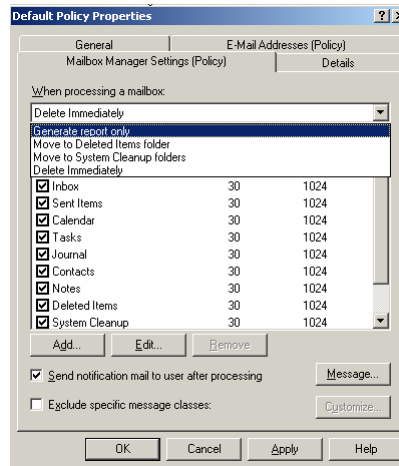 Default Policy Properties
General
E-Mail Addresses (Policy)
Mailbox Manager Settings (Policy)
Details
When processing a mailbox:
Delete Immediately
Generate report only
Move to Deleted Items folder
Move to System Cleanup folders
Delete Immediately
Inbox 30 1024
Sent Items 30 1024
Calendar 30 1024
Tasks 30 1024
Journal 30 1024
Contacts 30 1024
Notes 30 1024
Deleted Items 30 1024
System Cleanup 30 1024
Add... Edit... Remove
Send notification mail to user after processing Message...
Exclude specific message classes: Customize...
OK Cancel Apply Help